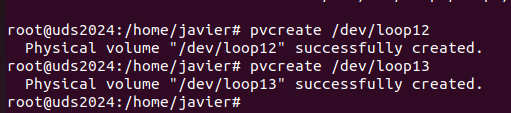 root@uds2024:/home/javier# pvcreate /dev/loop12
  Physical volume "/dev/loop12" successfully created.
root@uds2024:/home/javier# pvcreate /dev/loop13
  Physical volume "/dev/loop13" successfully created.
root@uds2024:/home/javier#